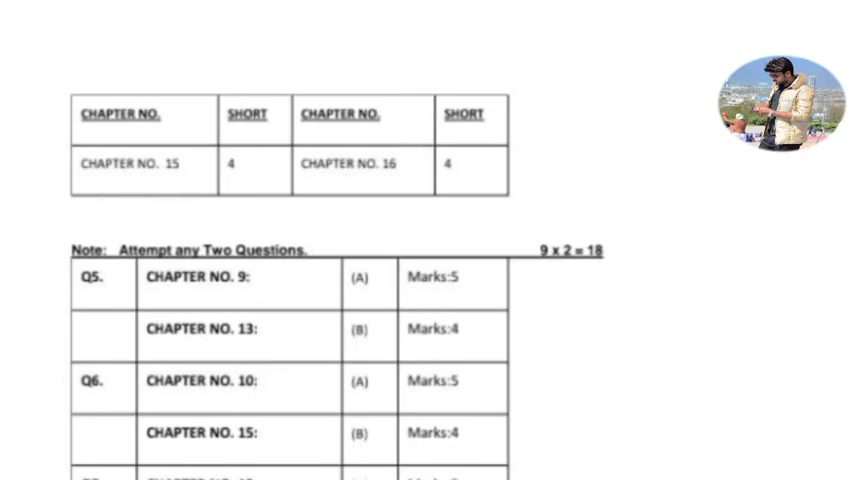 CHAPTER NO. SHORT CHAPTER NO. SHORT
CHAPTER NO. 15 4 CHAPTER NO. 16 4
Note: Attempt any Two Questions. 9 x 2 = 18
Q5. CHAPTER NO. 9: (A) Marks:5
CHAPTER NO. 13: (B) Marks:4
Q6. CHAPTER NO. 10: (A) Marks:5
CHAPTER NO. 15: (B) Marks:4